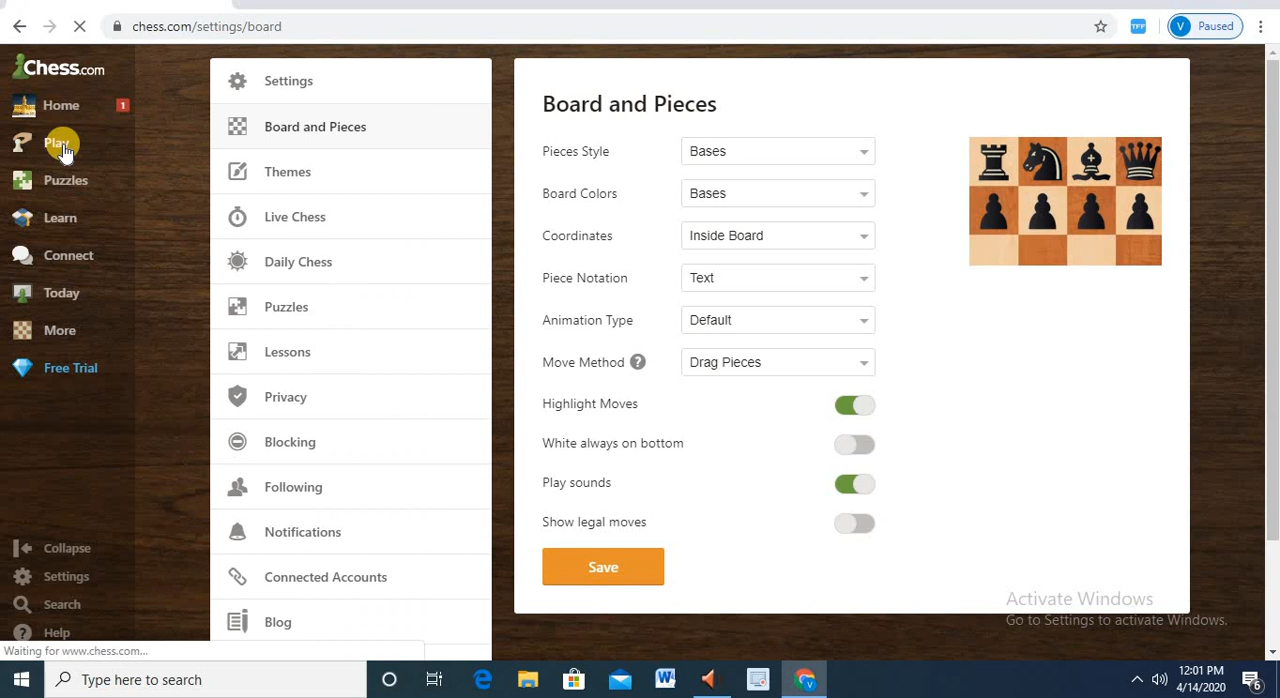 chess.com/settings/board
TFF
V
Paused
Chess.com
Home
1
Play
Puzzles
Learn
Connect
Today
More
Free Trial
Collapse
Settings
Search
Help
Waiting for www.chess.com...
Settings
Board and Pieces
Themes
Live Chess
Daily Chess
Puzzles
Lessons
Privacy
Blocking
Following
Notifications
Connected Accounts
Blog
Board and Pieces
Pieces Style
Bases
Board Colors
Bases
Coordinates
Inside Board
Piece Notation
Text
Animation Type
Default
Move Method ?
Drag Pieces
Highlight Moves
White always on bottom
Play sounds
Show legal moves
Save
Activate Windows
Go to Settings to activate Windows.
Type here to search
12:01 PM
4/14/2020
6